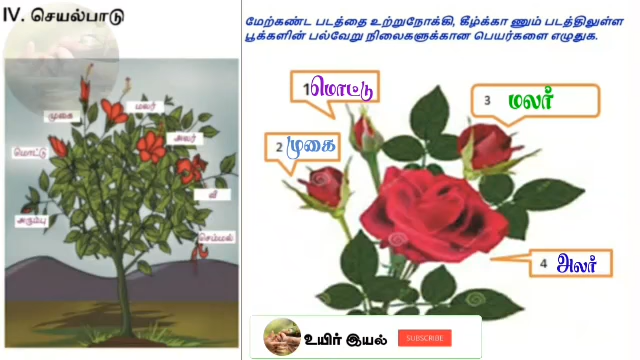 IV. செயல்பாடு
முகை
மலர்
அலர்
மொட்டு
வீ
அரும்பு
செம்மல்
மேற்கண்ட படத்தை உற்றுநோக்கி, கீழ்க்கா ணும் படத்திலுள்ள
பூக்களின் பல்வேறு நிலைகளுக்கான பெயர்களை எழுதுக.
1 மொட்டு
2 முகை
3 மலர்
4 அலர்
உயிர் இயல்
SUBSCRIBE